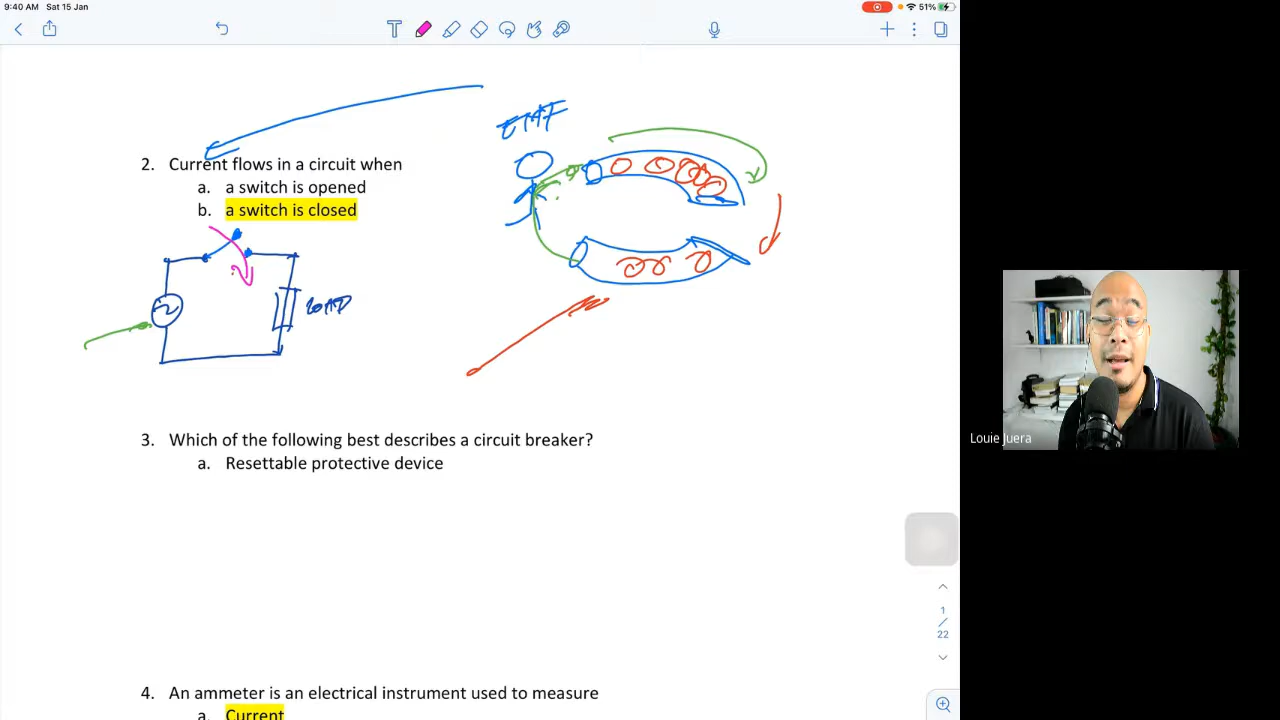 9:40 AM Sat 15 Jan
51%
T
EMF
2. Current flows in a circuit when
a. a switch is opened
b. a switch is closed
LOAD
3. Which of the following best describes a circuit breaker?
a. Resettable protective device
Louie Juera
1
/
22
4. An ammeter is an electrical instrument used to measure
a. Current